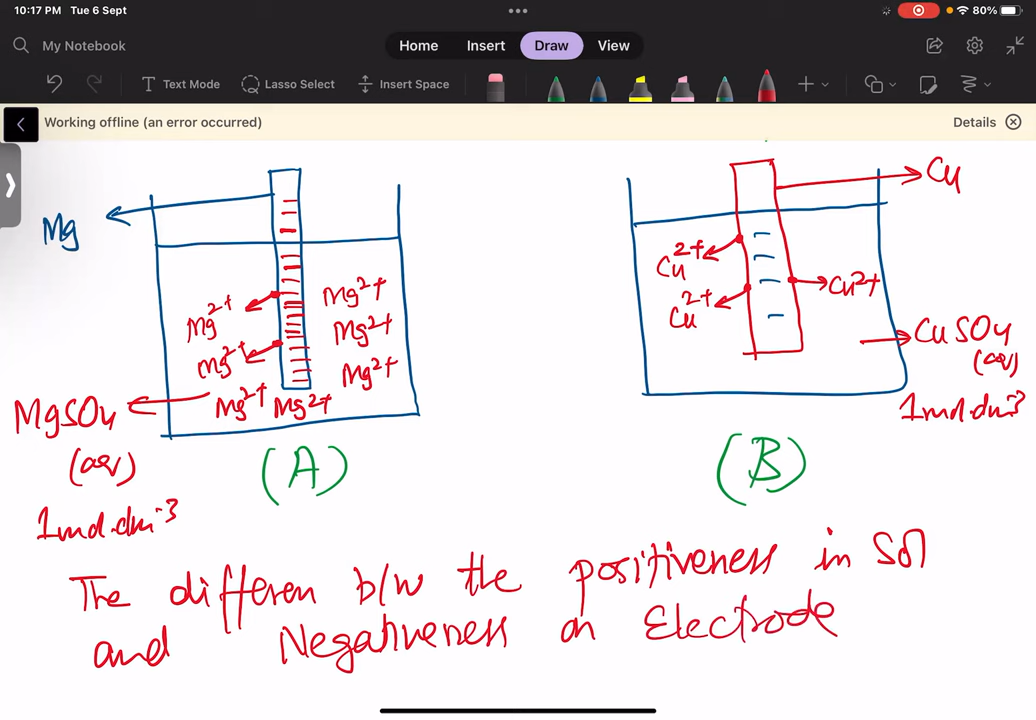 10:17 PM Tue 6 Sept
80%
My Notebook
Home Insert Draw View
Text Mode Lasso Select Insert Space
Working offline (an error occurred) Details
Mg
Mg2+ Mg2+
Mg2+ Mg2+
Mg2+
Mg2+ Mg2+
MgSO4
(aq)
1mol.dm-3
(A)
Cu
Cu2+
Cu2+
Cu2+
CuSO4
(aq)
1mol.dm-3
(B)
The differen b/w the positiveness in Sol
and Negativeness on Electrode